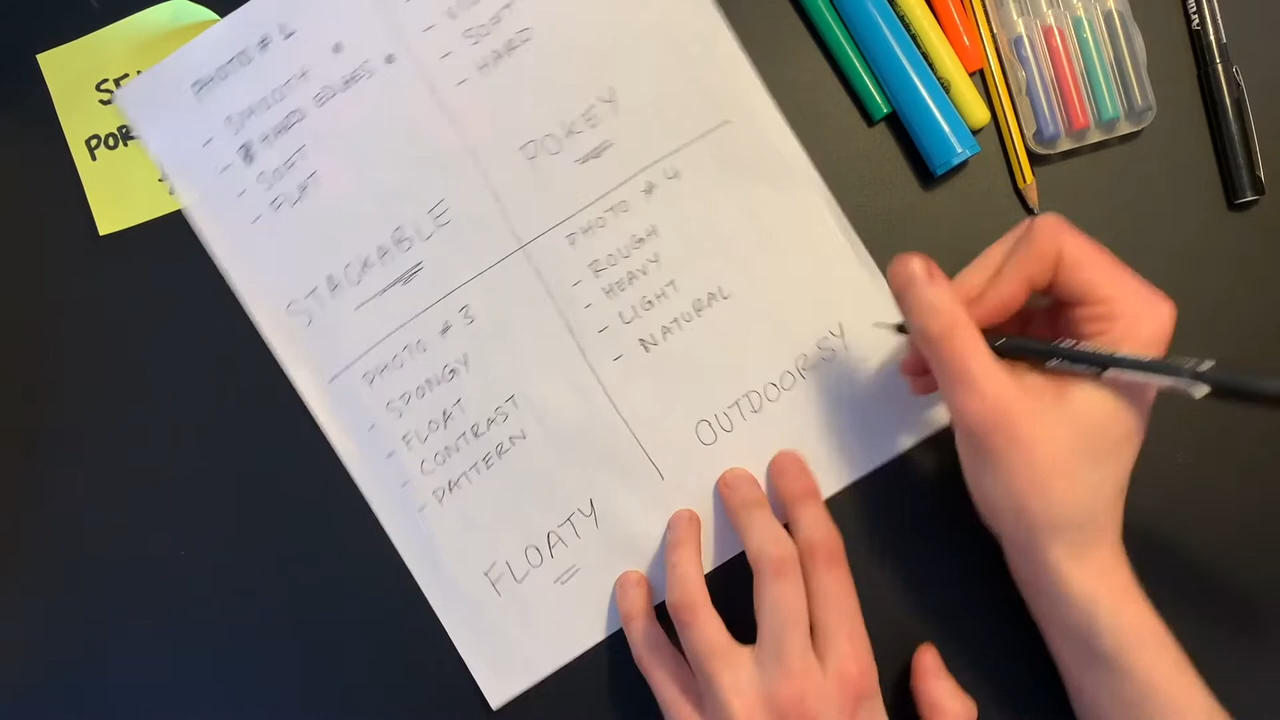 PHOTO # 1
- SMOOTH
- HARD EDGES
- SOFT
- FLAT
STACKABLE
- SOFT
- HARD
POKEY
PHOTO # 3
- SPONGY
- FLOAT
- CONTRAST
- PATTERN
FLOATY
PHOTO # 4
- ROUGH
- HEAVY
- LIGHT
- NATURAL
OUTDOORSY